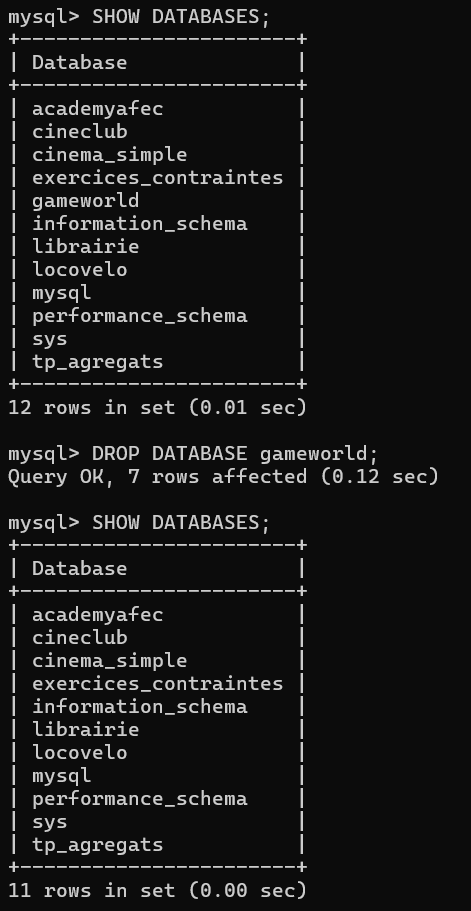 mysql> SHOW DATABASES;
+-----------------------+
| Database              |
+-----------------------+
| academyafec           |
| cineclub              |
| cinema_simple         |
| exercices_contraintes |
| gameworld             |
| information_schema    |
| librairie             |
| locovelo              |
| mysql                 |
| performance_schema    |
| sys                   |
| tp_agregats           |
+-----------------------+
12 rows in set (0.01 sec)

mysql> DROP DATABASE gameworld;
Query OK, 7 rows affected (0.12 sec)

mysql> SHOW DATABASES;
+-----------------------+
| Database              |
+-----------------------+
| academyafec           |
| cineclub              |
| cinema_simple         |
| exercices_contraintes |
| information_schema    |
| librairie             |
| locovelo              |
| mysql                 |
| performance_schema    |
| sys                   |
| tp_agregats           |
+-----------------------+
11 rows in set (0.00 sec)